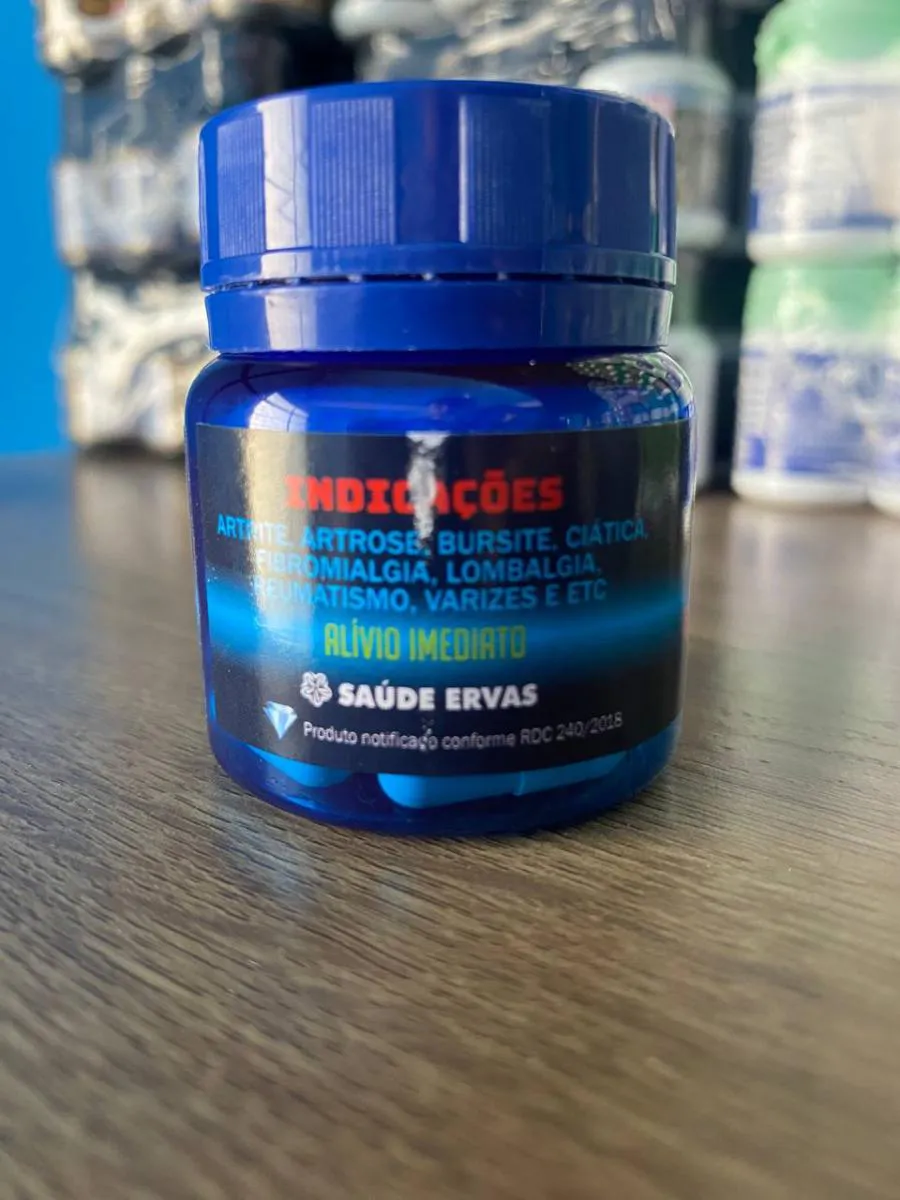 INDICAÇÕES
ARTRITE, ARTROSE, BURSITE, CIÁTICA,
FIBROMIALGIA, LOMBALGIA,
REUMATISMO, VARIZES E ETC
ALÍVIO IMEDIATO
SAÚDE ERVAS
Produto notificado conforme RDC 240/2018